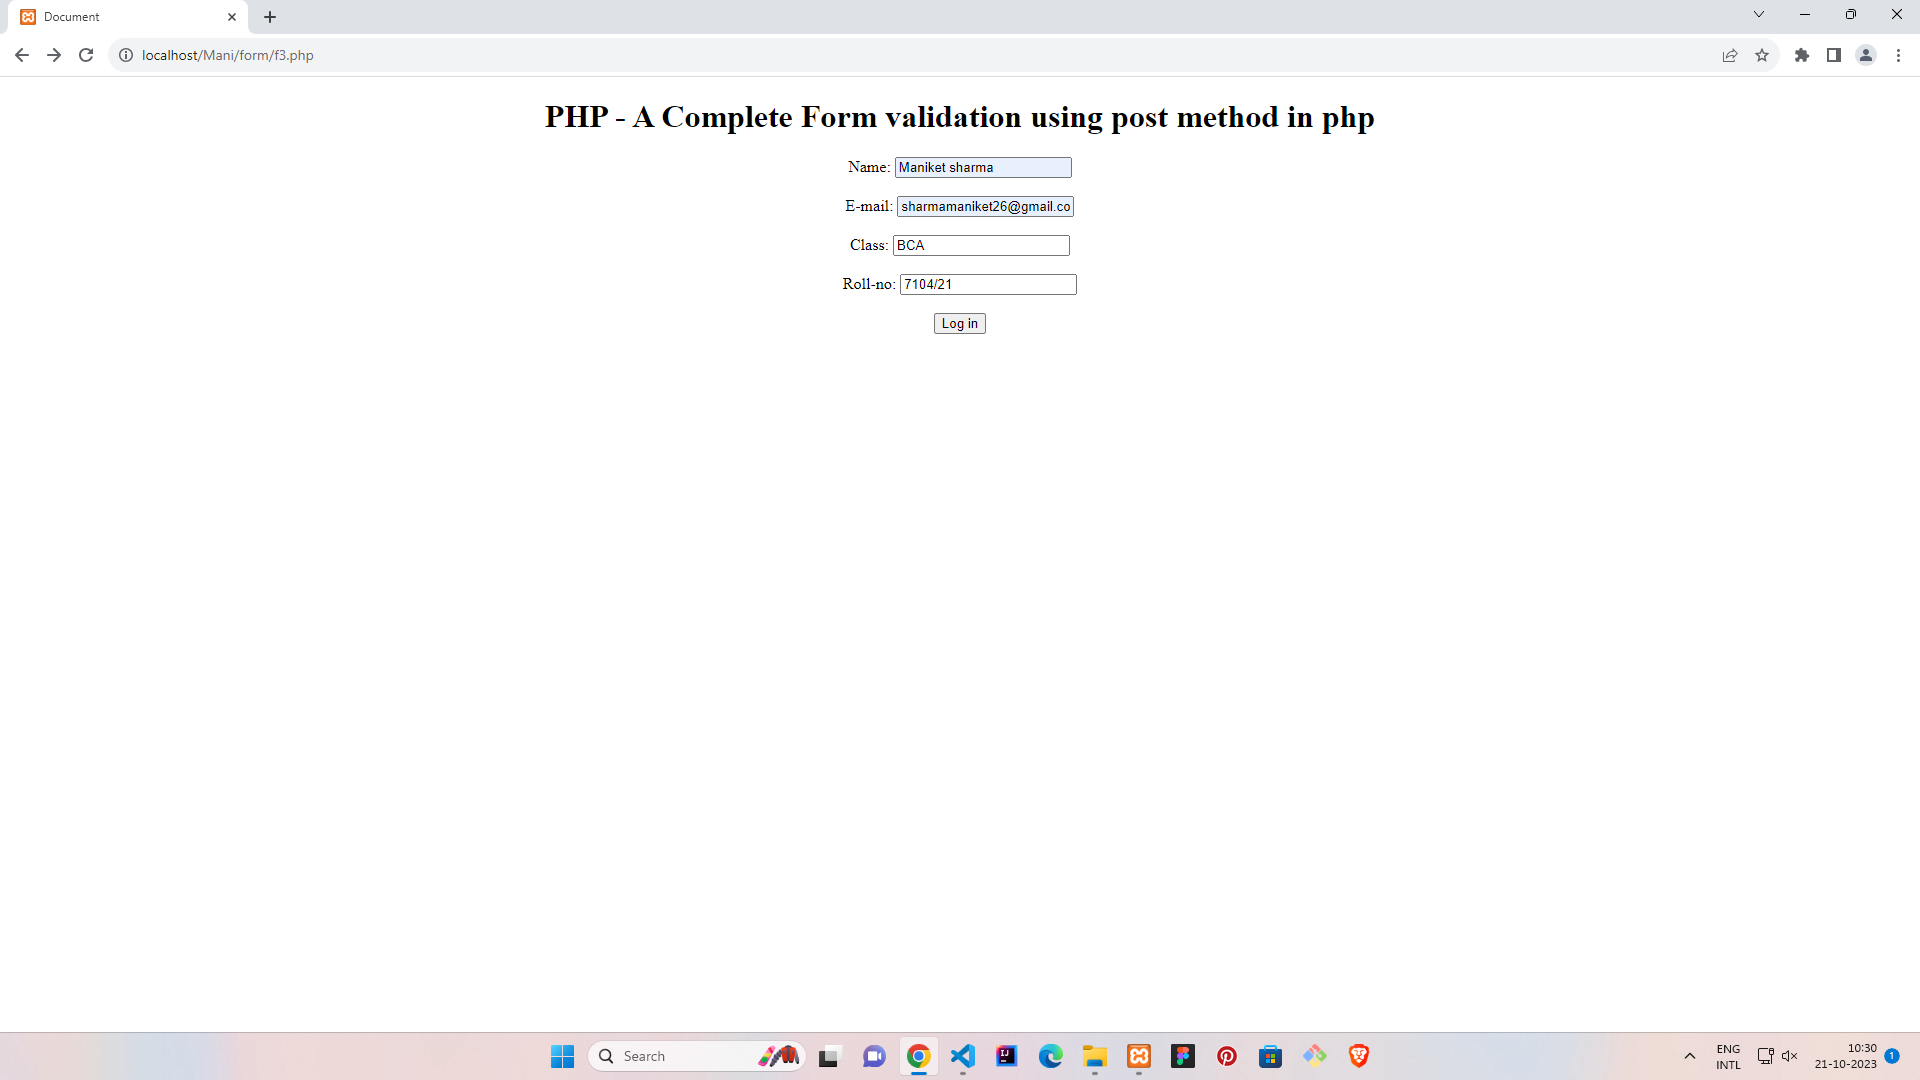 Document
localhost/Mani/form/f3.php
PHP - A Complete Form validation using post method in php
Name: Maniket sharma
E-mail: sharmamaniket26@gmail.co
Class: BCA
Roll-no: 7104/21
Log in
Search
ENG
INTL
10:30
21-10-2023
1